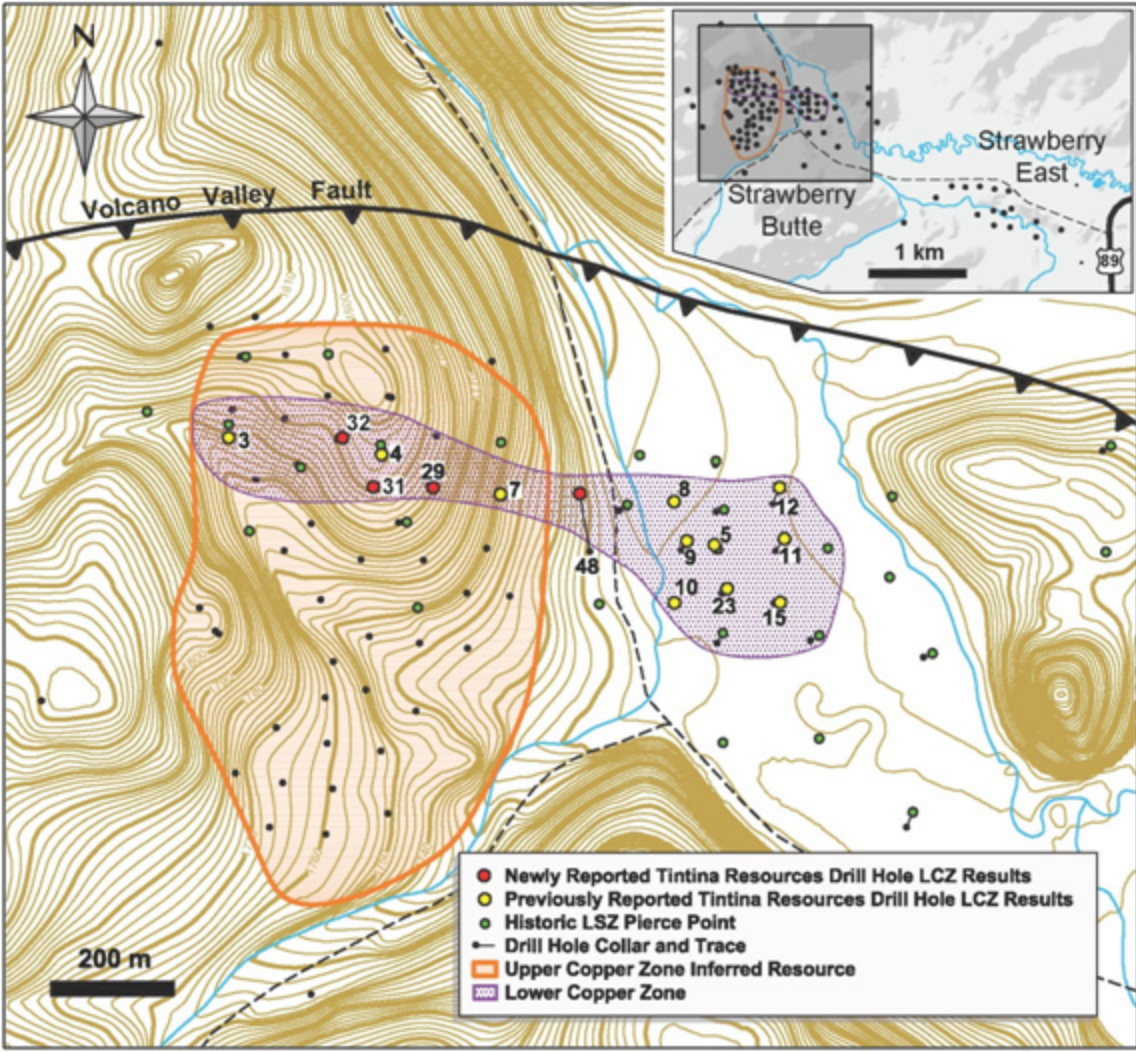 N
Volcano Valley Fault
Strawberry
East
Strawberry
Butte
1 km
89
32
3
4
31
29
7
48
8
12
5
9
11
10
23
15
200 m
Newly Reported Tintina Resources Drill Hole LCZ Results
Previously Reported Tintina Resources Drill Hole LCZ Results
Historic LSZ Pierce Point
Drill Hole Collar and Trace
Upper Copper Zone Inferred Resource
Lower Copper Zone